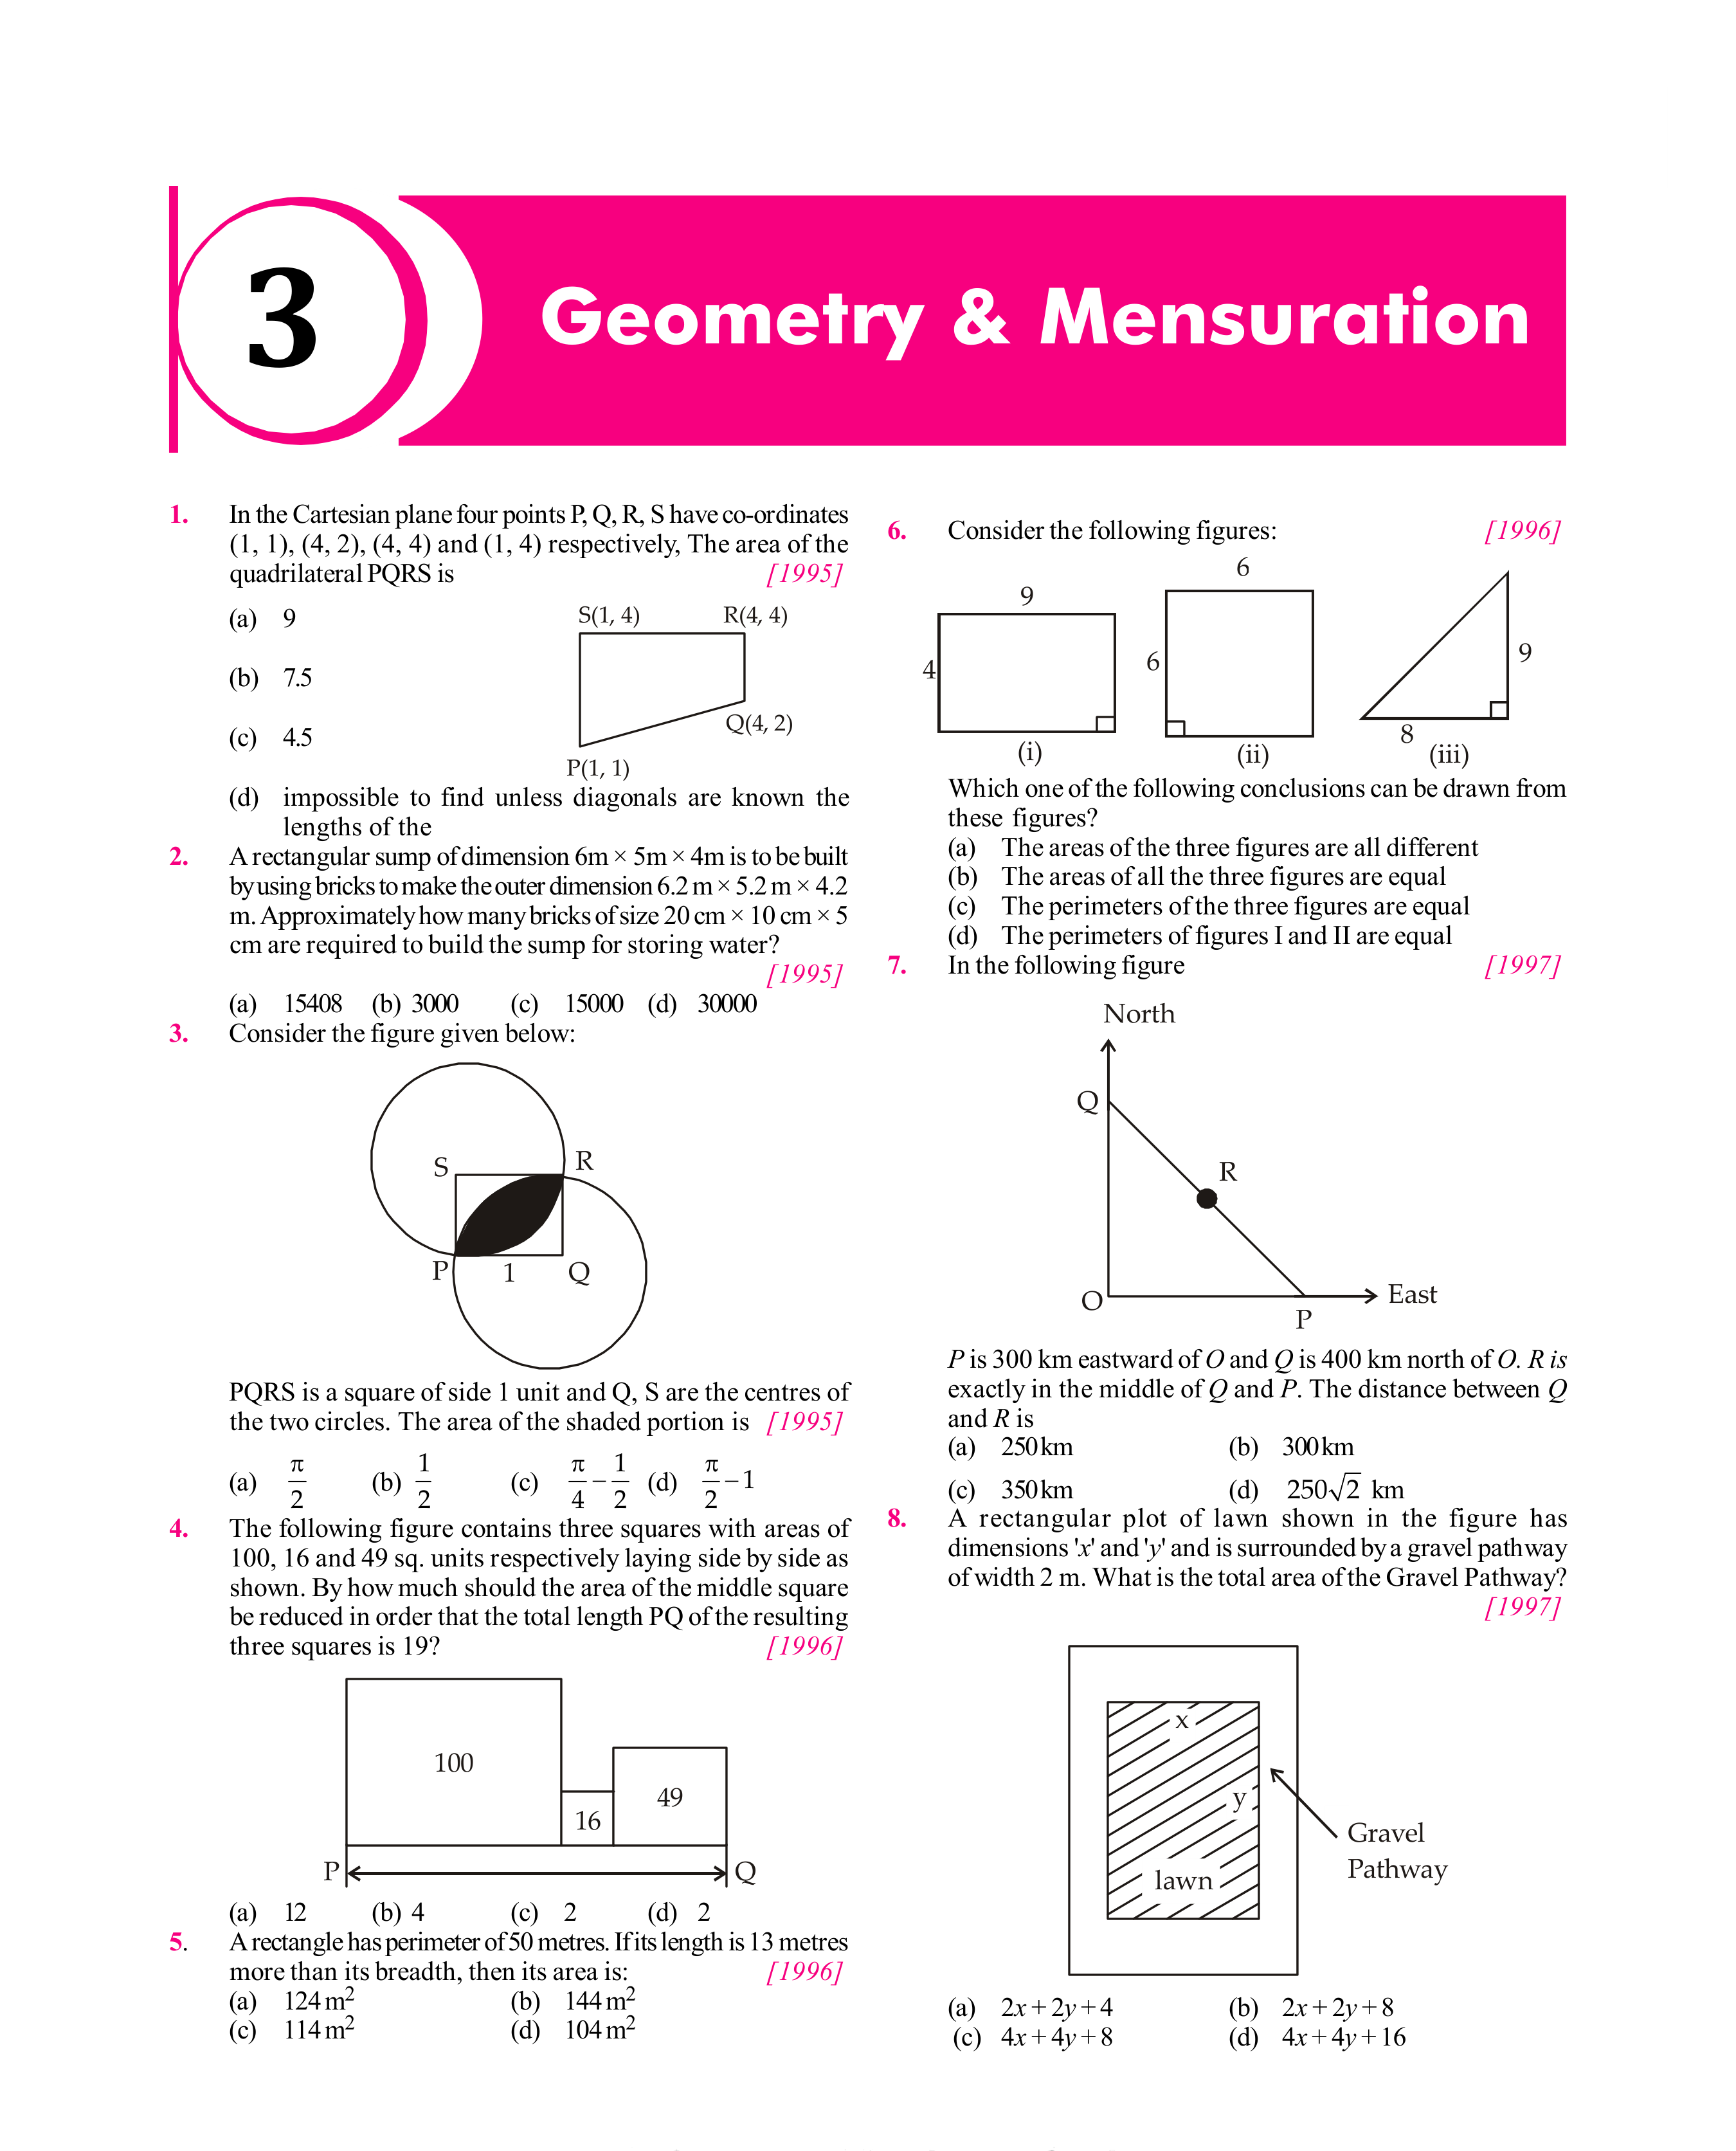 3
Geometry & Mensuration
1. In the Cartesian plane four points P, Q, R, S have co-ordinates
(1, 1), (4, 2), (4, 4) and (1, 4) respectively, The area of the
quadrilateral PQRS is [1995]
(a) 9
(b) 7.5
(c) 4.5
S(1, 4) R(4, 4)
Q(4, 2)
P(1, 1)
(d) impossible to find unless diagonals are known the
lengths of the
2. A rectangular sump of dimension 6m × 5m × 4m is to be built
by using bricks to make the outer dimension 6.2 m × 5.2 m × 4.2
m. Approximately how many bricks of size 20 cm × 10 cm × 5
cm are required to build the sump for storing water?
[1995]
(a) 15408 (b) 3000 (c) 15000 (d) 30000
3. Consider the figure given below:
S R
P 1 Q
PQRS is a square of side 1 unit and Q, S are the centres of
the two circles. The area of the shaded portion is [1995]
(a) π/2 (b) 1/2 (c) π/4 – 1/2 (d) π/2 – 1
4. The following figure contains three squares with areas of
100, 16 and 49 sq. units respectively laying side by side as
shown. By how much should the area of the middle square
be reduced in order that the total length PQ of the resulting
three squares is 19? [1996]
100
49
16
P Q
(a) 12 (b) 4 (c) 2 (d) 2
5. A rectangle has perimeter of 50 metres. If its length is 13 metres
more than its breadth, then its area is: [1996]
(a) 124 m² (b) 144 m²
(c) 114 m² (d) 104 m²
6. Consider the following figures: [1996]
9
4
(i)
6
6
(ii)
9
8
(iii)
Which one of the following conclusions can be drawn from
these figures?
(a) The areas of the three figures are all different
(b) The areas of all the three figures are equal
(c) The perimeters of the three figures are equal
(d) The perimeters of figures I and II are equal
7. In the following figure [1997]
North
Q
R
O
East
P
P is 300 km eastward of O and Q is 400 km north of O. R is
exactly in the middle of Q and P. The distance between Q
and R is
(a) 250 km (b) 300 km
(c) 350 km (d) 250√2 km
8. A rectangular plot of lawn shown in the figure has
dimensions 'x' and 'y' and is surrounded by a gravel pathway
of width 2 m. What is the total area of the Gravel Pathway?
[1997]
x
y
lawn
Gravel
Pathway
(a) 2x + 2y + 4 (b) 2x + 2y + 8
(c) 4x + 4y + 8 (d) 4x + 4y + 16